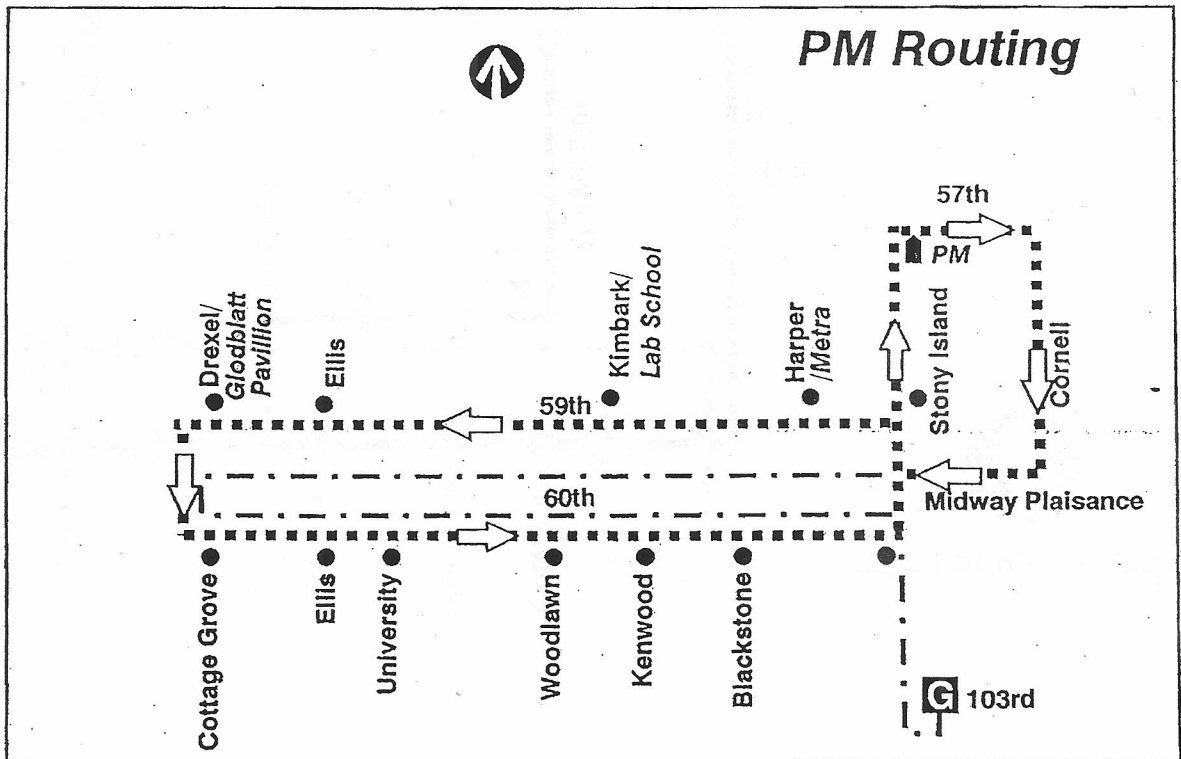 PM Routing
57th
PM
Drexel/
Glodblatt
Pavillion
Ellis
Kimbark/
Lab School
Harper
/Metra
Stony Island
Cornell
59th
60th
Midway Plaisance
Cottage Grove
Ellis
University
Woodlawn
Kenwood
Blackstone
G 103rd